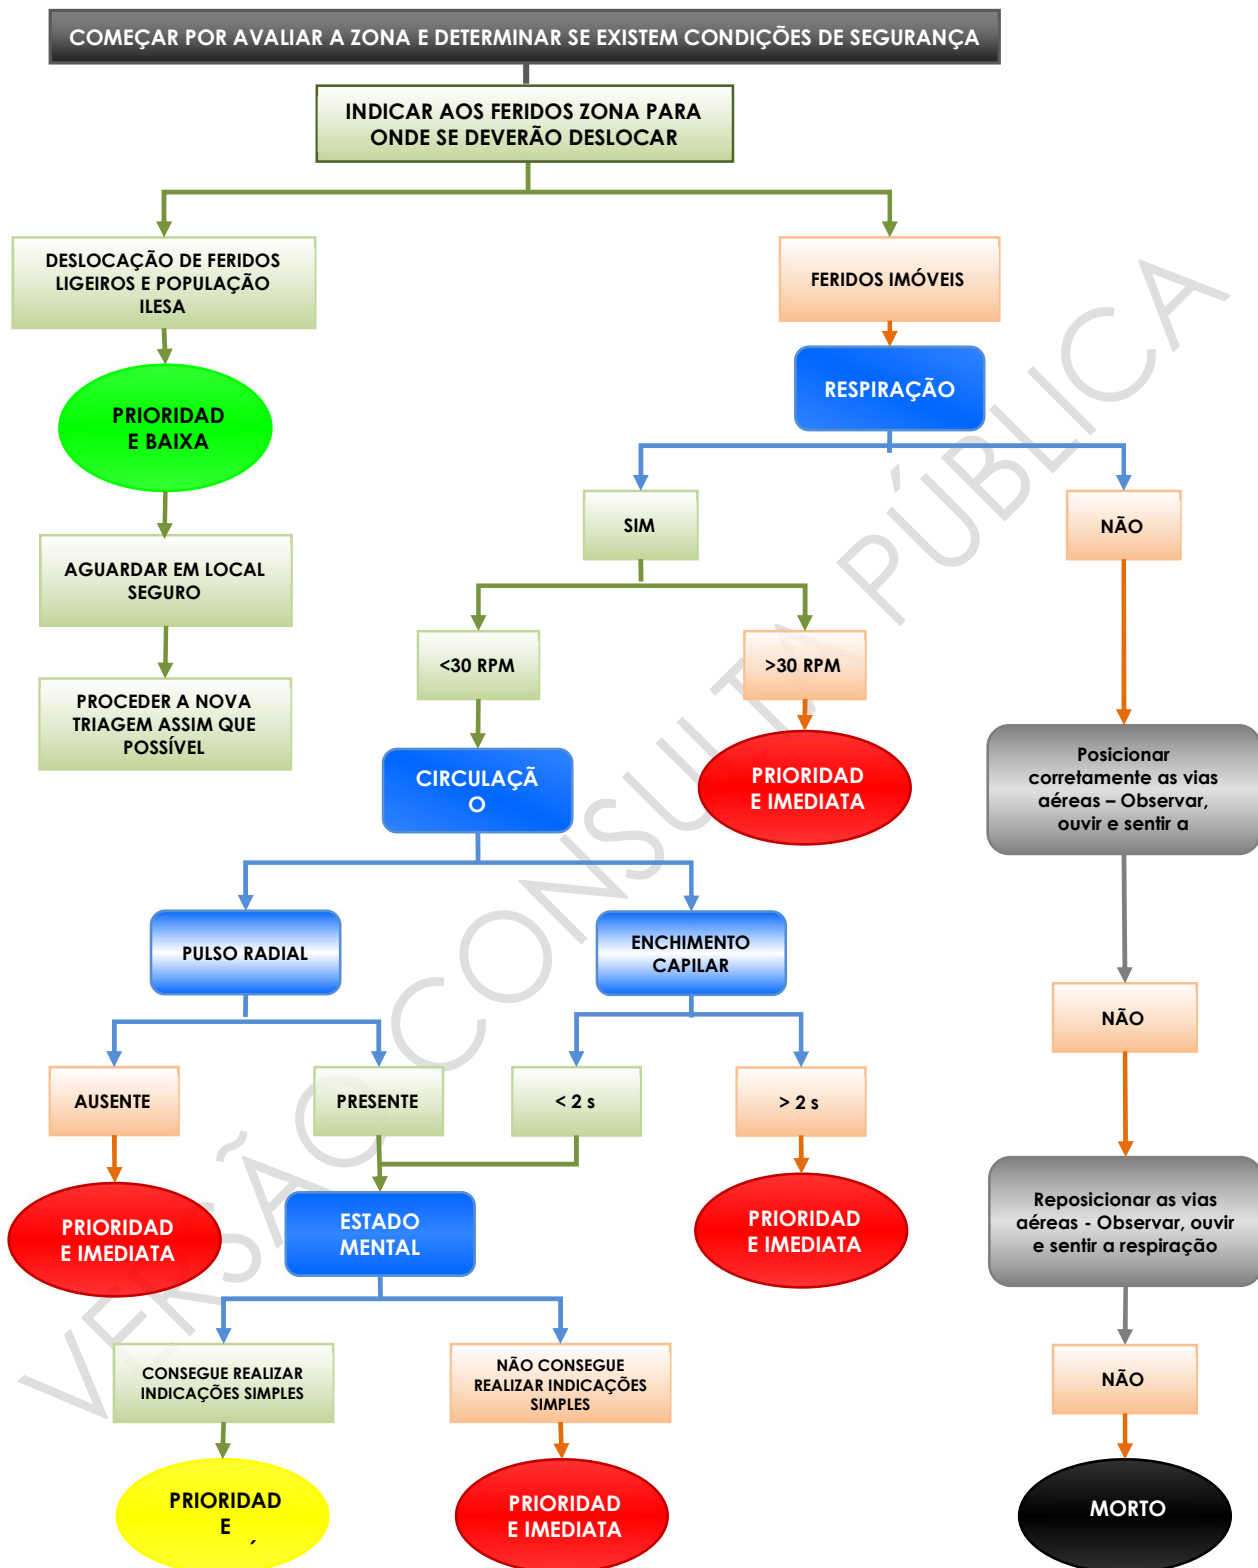 COMEÇAR POR AVALIAR A ZONA E DETERMINAR SE EXISTEM CONDIÇÕES DE SEGURANÇA
INDICAR AOS FERIDOS ZONA PARA
ONDE SE DEVERÃO DESLOCAR
DESLOCAÇÃO DE FERIDOS
LIGEIROS E POPULAÇÃO
ILESA
FERIDOS IMÓVEIS
RESPIRAÇÃO
PRIORIDAD
E BAIXA
SIM
NÃO
AGUARDAR EM LOCAL
SEGURO
<30 RPM
>30 RPM
PROCEDER A NOVA
TRIAGEM ASSIM QUE
POSSÍVEL
CIRCULAÇÃ
O
PRIORIDAD
E IMEDIATA
Posicionar
corretamente as vias
aéreas – Observar,
ouvir e sentir a
PULSO RADIAL
ENCHIMENTO
CAPILAR
NÃO
AUSENTE
PRESENTE
< 2 s
> 2 s
PRIORIDAD
E IMEDIATA
ESTADO
MENTAL
PRIORIDAD
E IMEDIATA
Reposicionar as vias
aéreas - Observar, ouvir
e sentir a respiração
CONSEGUE REALIZAR
INDICAÇÕES SIMPLES
NÃO CONSEGUE
REALIZAR INDICAÇÕES
SIMPLES
NÃO
PRIORIDAD
E
PRIORIDAD
E IMEDIATA
MORTO
VERSÃO CONSULTA PÚBLICA